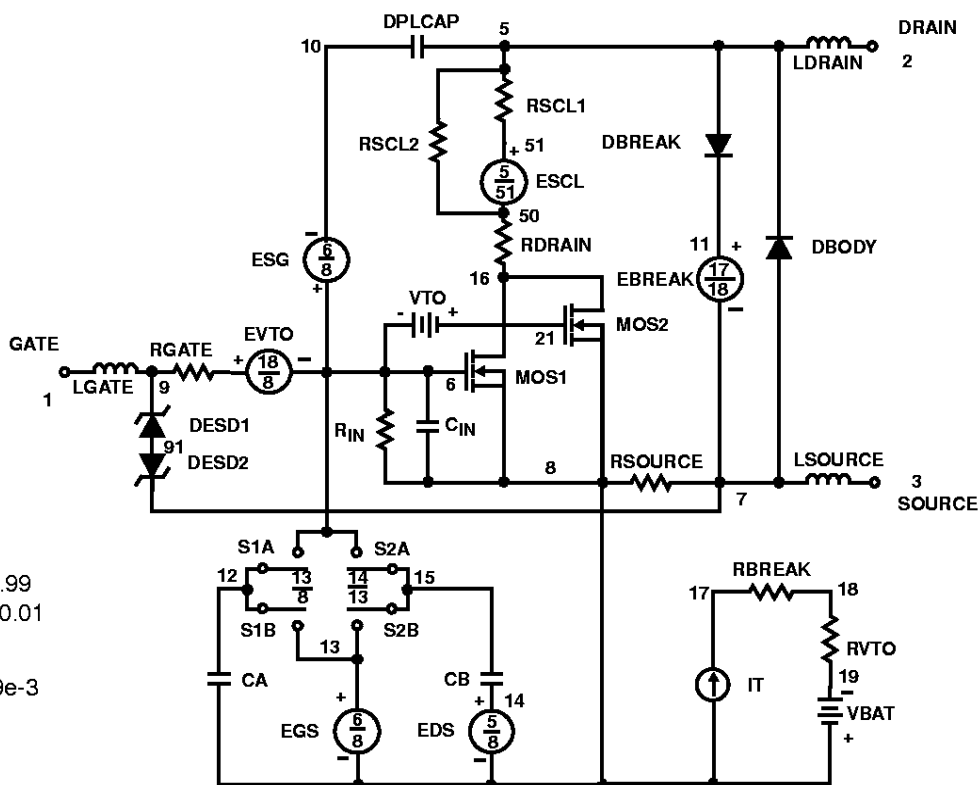 DPLCAP 5 DRAIN
10
LDRAIN 2
RSCL1
RSCL2 + 51 DBREAK
5
51 ESCL
50
RDRAIN 11 + DBODY
- 6
8 ESG + 16 EBREAK 17
18 -
- VTO + 21 MOS2
GATE RGATE EVTO
+ 18
8 - 6 MOS1
1 LGATE 9
DESD1 RIN CIN
91 DESD2 8 RSOURCE LSOURCE 3
7 SOURCE
S1A S2A
.99 12 13
8 14
13 15 RBREAK
0.01 17 18
S1B S2B
13 RVTO
9e-3 CA CB 14 IT 19
+ + - VBAT
EGS 6
8 EDS 5
8 +
- -